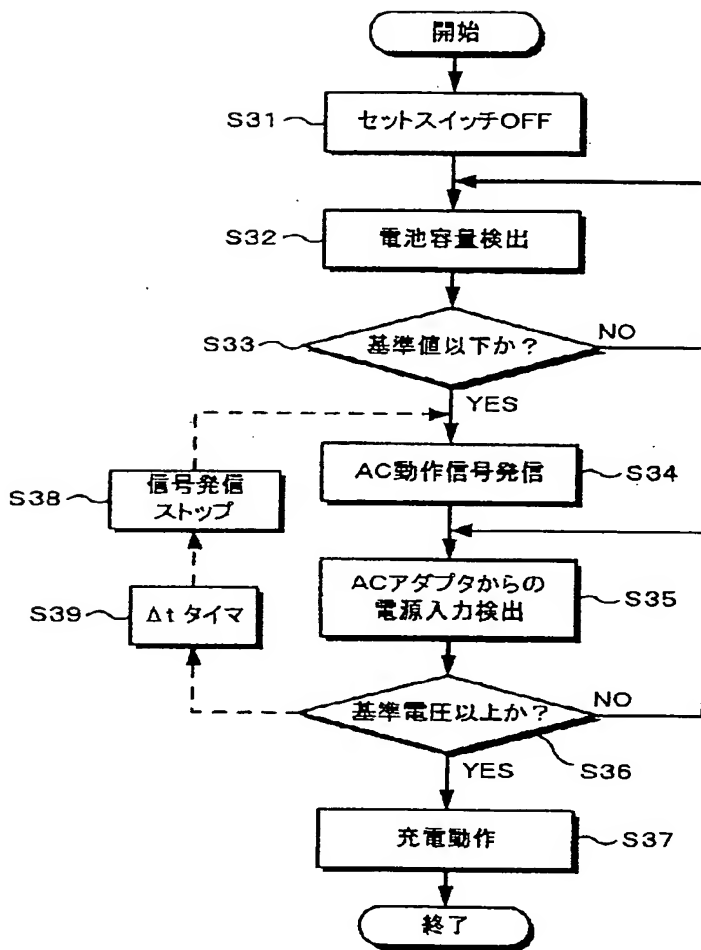 開始
S31
セットスイッチOFF
S32
電池容量検出
S33
基準値以下か?
NO
YES
S38
信号発信
ストップ
AC動作信号発信
S34
S39
Δtタイマ
ACアダプタからの
電源入力検出
S35
基準電圧以上か?
NO
YES
S36
充電動作
S37
終了